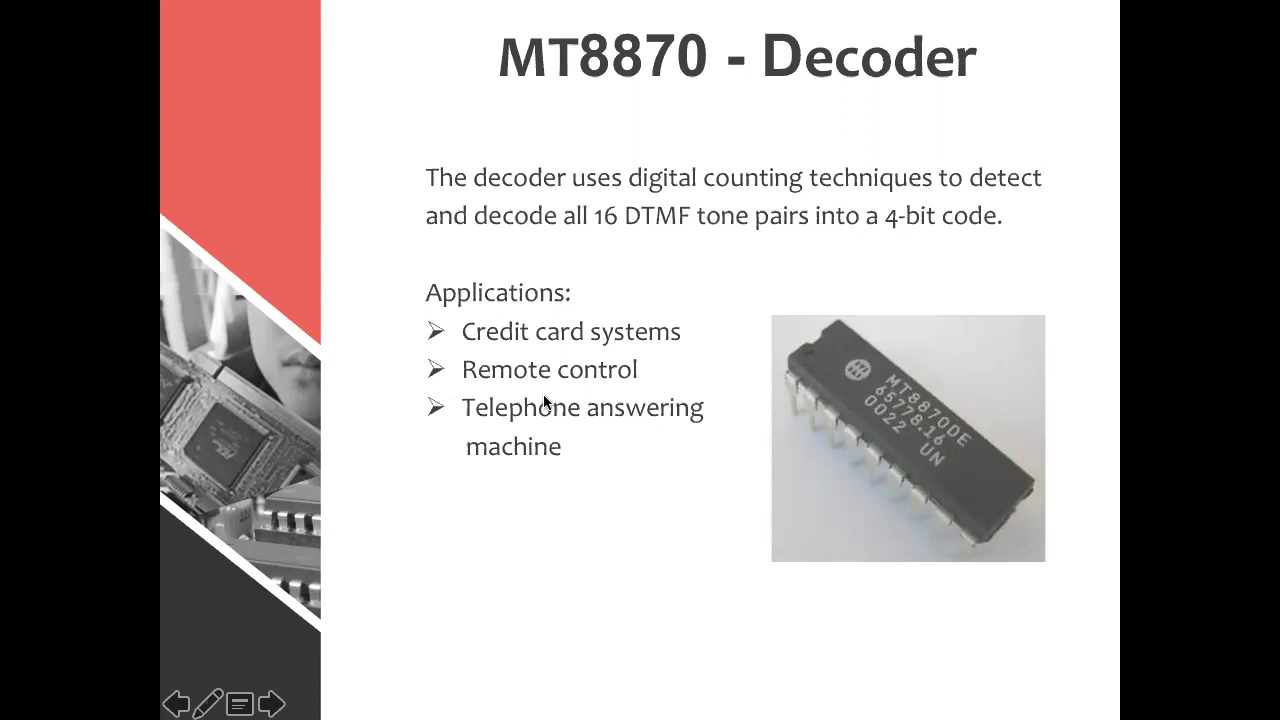 MT8870 - Decoder
The decoder uses digital counting techniques to detect
and decode all 16 DTMF tone pairs into a 4-bit code.
Applications:
➢ Credit card systems
➢ Remote control
➢ Telephone answering
machine
MT8870DE
65778.16
0022 UN